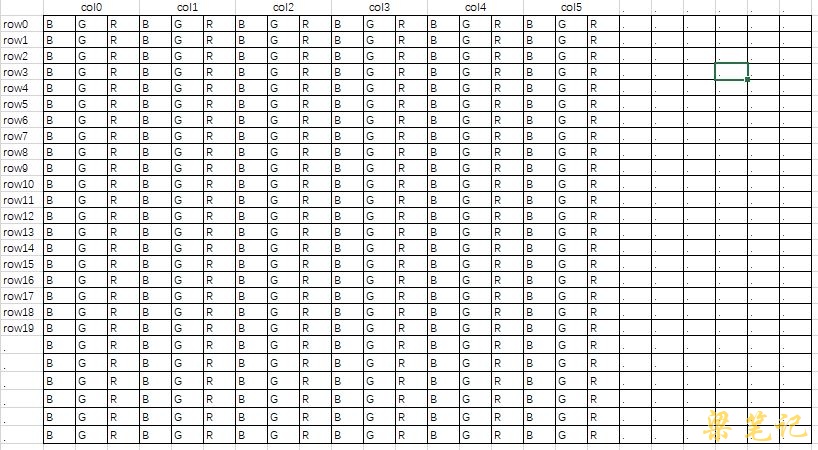 col0 col1 col2 col3 col4 col5 . . . . . .
row0 B G R B G R B G R B G R B G R B G R . . . . . .
row1 B G R B G R B G R B G R B G R B G R . . . . . .
row2 B G R B G R B G R B G R B G R B G R . . . . . .
row3 B G R B G R B G R B G R B G R B G R . . . . . .
row4 B G R B G R B G R B G R B G R B G R . . . . . .
row5 B G R B G R B G R B G R B G R B G R . . . . . .
row6 B G R B G R B G R B G R B G R B G R . . . . . .
row7 B G R B G R B G R B G R B G R B G R . . . . . .
row8 B G R B G R B G R B G R B G R B G R . . . . . .
row9 B G R B G R B G R B G R B G R B G R . . . . . .
row10 B G R B G R B G R B G R B G R B G R . . . . . .
row11 B G R B G R B G R B G R B G R B G R . . . . . .
row12 B G R B G R B G R B G R B G R B G R . . . . . .
row13 B G R B G R B G R B G R B G R B G R . . . . . .
row14 B G R B G R B G R B G R B G R B G R . . . . . .
row15 B G R B G R B G R B G R B G R B G R . . . . . .
row16 B G R B G R B G R B G R B G R B G R . . . . . .
row17 B G R B G R B G R B G R B G R B G R . . . . . .
row18 B G R B G R B G R B G R B G R B G R . . . . . .
row19 B G R B G R B G R B G R B G R B G R . . . . . .
. B G R B G R B G R B G R B G R B G R . . . . . .
. B G R B G R B G R B G R B G R B G R . . . . . .
. B G R B G R B G R B G R B G R B G R . . . . . .
. B G R B G R B G R B G R B G R B G R . . . . . .
. B G R B G R B G R B G R B G R B G R . . . . . .
. B G R B G R B G R B G R B G R B G R . . . . . .
梁笔记